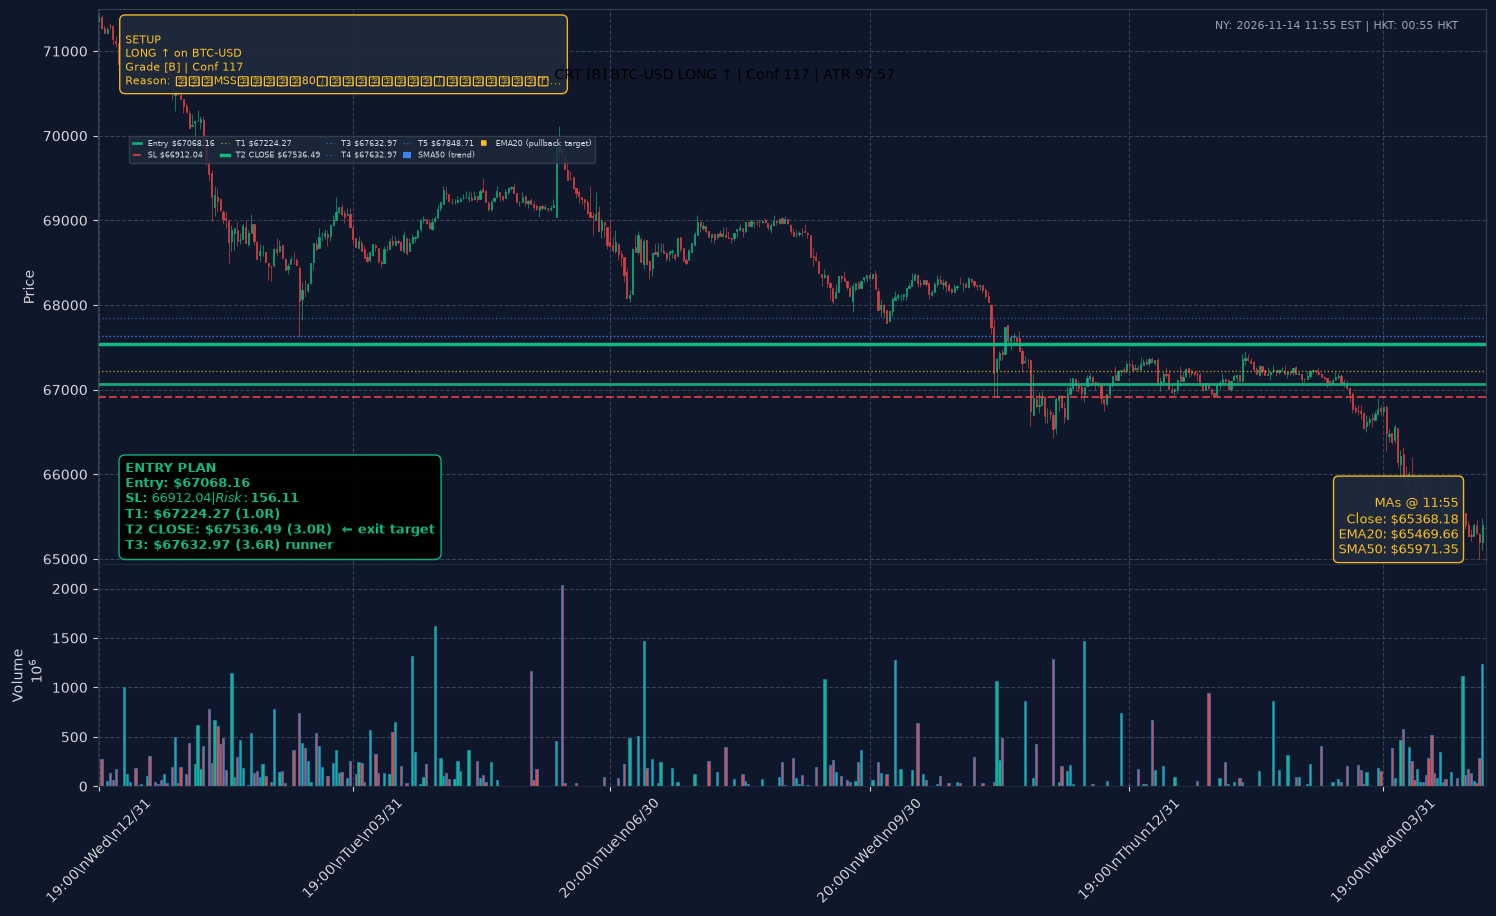 NY: 2026-11-14 11:55 EST | HKT: 00:55 HKT
SETUP
LONG ↑ on BTC-USD
Grade [B] | Conf 117
Reason: MSS 80
CRT [B] BTC-USD LONG ↑ | Conf 117 | ATR 97.57
Entry $67068.16
SL $66912.04
T1 $67224.27
T2 CLOSE $67536.49
T3 $67632.97
T4 $67632.97
T5 $67848.71
SMA50 (trend)
EMA20 (pullback target)
Price
71000
70000
69000
68000
67000
66000
65000
ENTRY PLAN
Entry: $67068.16
SL: 66912.04|Risk:156.11
T1: $67224.27 (1.0R)
T2 CLOSE: $67536.49 (3.0R) ← exit target
T3: $67632.97 (3.6R) runner
MAs @ 11:55
Close: $65368.18
EMA20: $65469.66
SMA50: $65971.35
Volume
10⁶
2000
1500
1000
500
0
19:00\nWed\n12/31
19:00\nTue\n03/31
20:00\nTue\n06/30
20:00\nWed\n09/30
19:00\nThu\n12/31
19:00\nWed\n03/31